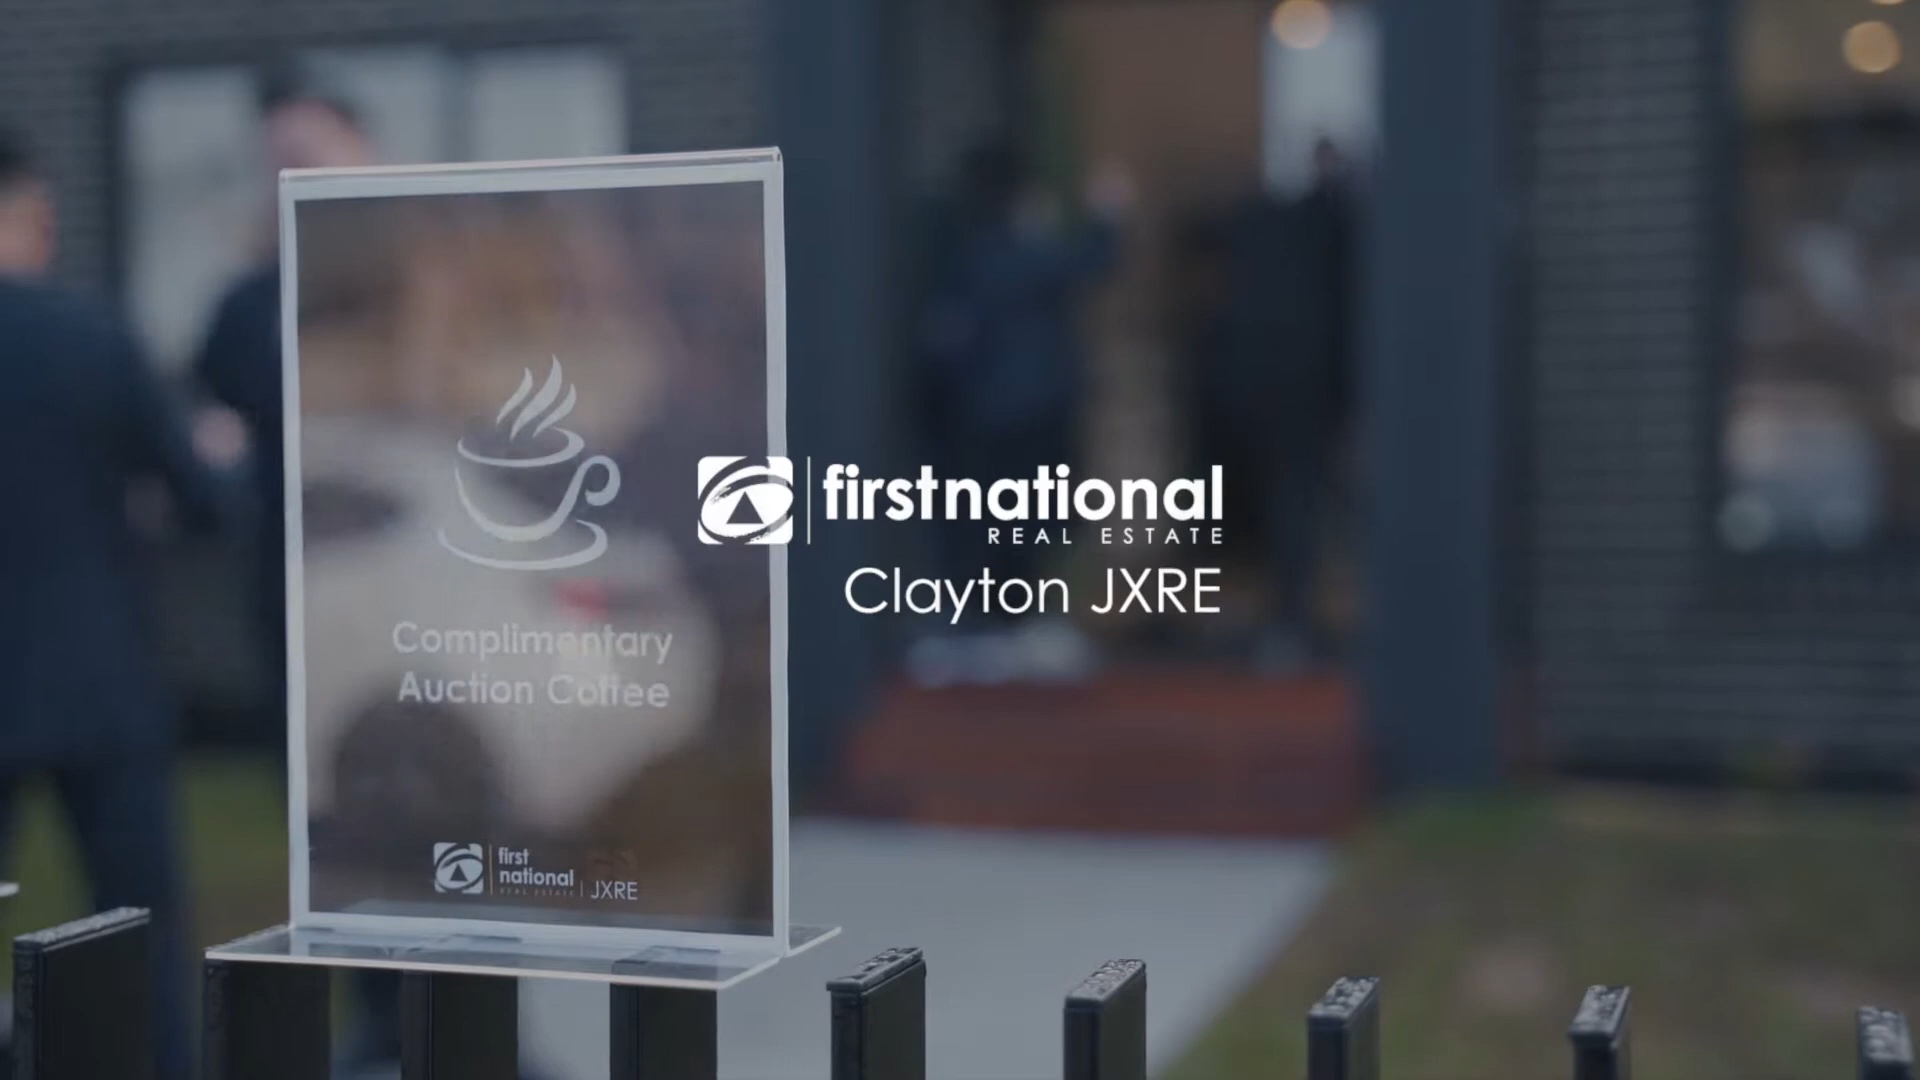 firstnational
REAL ESTATE
Clayton JXRE
Complimentary
Auction Coffee
first
national
REAL ESTATE
JXRE